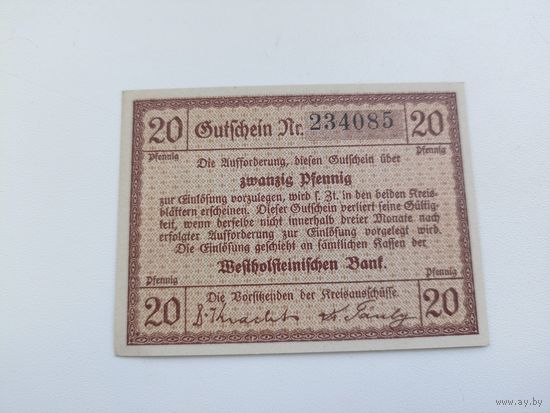 20 Gutschein Nr. 234085 20
Pfennig Pfennig
Die Aufforderung, diesen Gutschein über
zwanzig Pfennig
zur Einlösung vorzulegen, wird s. Zt. in den beiden Kreis-
blättern erscheinen. Dieser Gutschein verliert seine Gültig-
keit, wenn derselbe nicht innerhalb dreier Monate nach
erfolgter Aufforderung zur Einlösung vorgelegt wird.
Die Einlösung geschieht an sämtlichen Kassen der
Westholsteinischen Bank.
Pfennig Pfennig
20 Die Vorsitzenden der Kreisausschüsse 20
ay.by